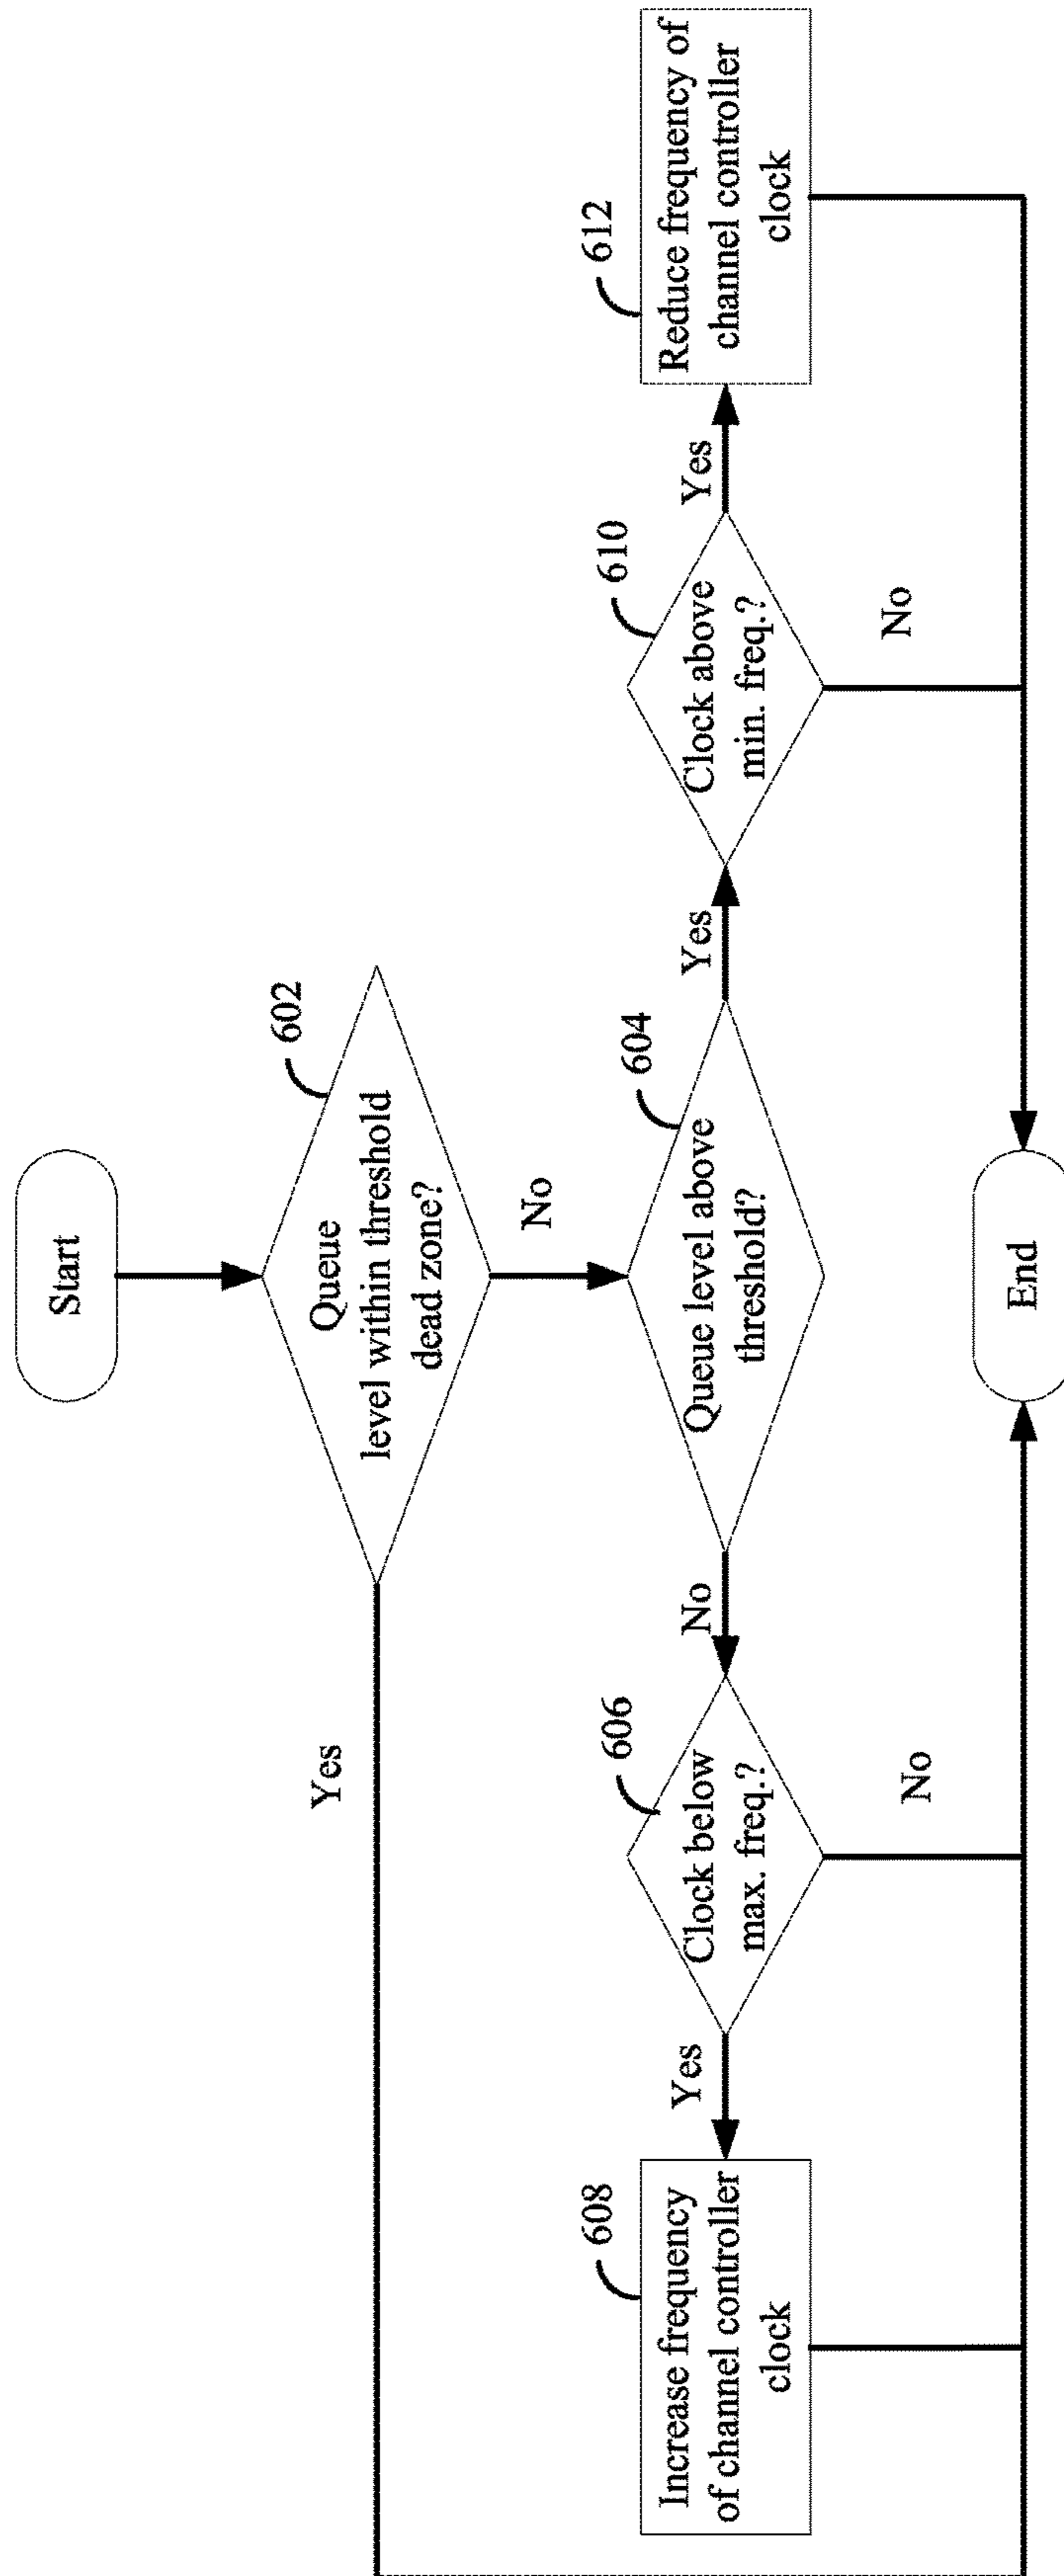 Start
602
Queue
level within threshold
dead zone?
Yes
No
604
Queue level above
threshold?
No
Yes
606
Clock below
max. freq.?
Yes
No
608
Increase frequency
of channel controller
clock
610
Clock above
min. freq.?
Yes
No
612
Reduce frequency of
channel controller
clock
End